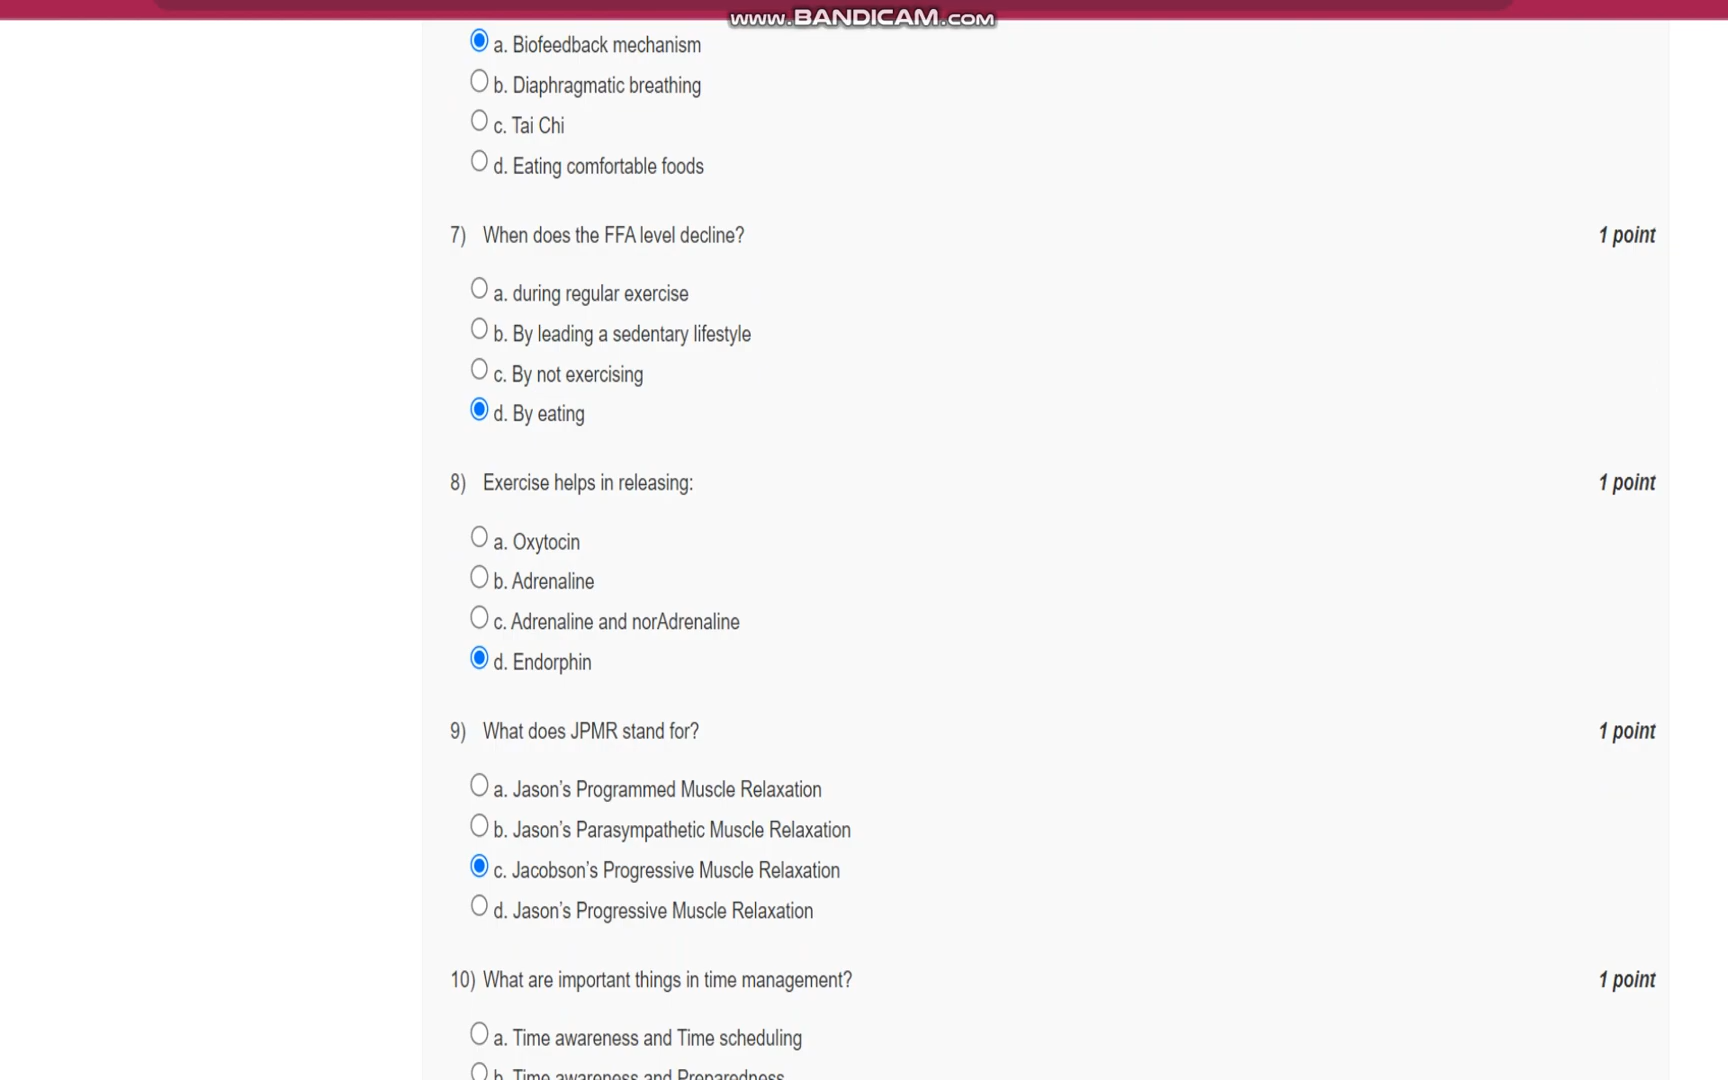 www.BANDICAM.com
a. Biofeedback mechanism
b. Diaphragmatic breathing
c. Tai Chi
d. Eating comfortable foods
7) When does the FFA level decline? 1 point
a. during regular exercise
b. By leading a sedentary lifestyle
c. By not exercising
d. By eating
8) Exercise helps in releasing: 1 point
a. Oxytocin
b. Adrenaline
c. Adrenaline and norAdrenaline
d. Endorphin
9) What does JPMR stand for? 1 point
a. Jason’s Programmed Muscle Relaxation
b. Jason’s Parasympathetic Muscle Relaxation
c. Jacobson’s Progressive Muscle Relaxation
d. Jason’s Progressive Muscle Relaxation
10) What are important things in time management? 1 point
a. Time awareness and Time scheduling
b. Time awareness and Preparedness